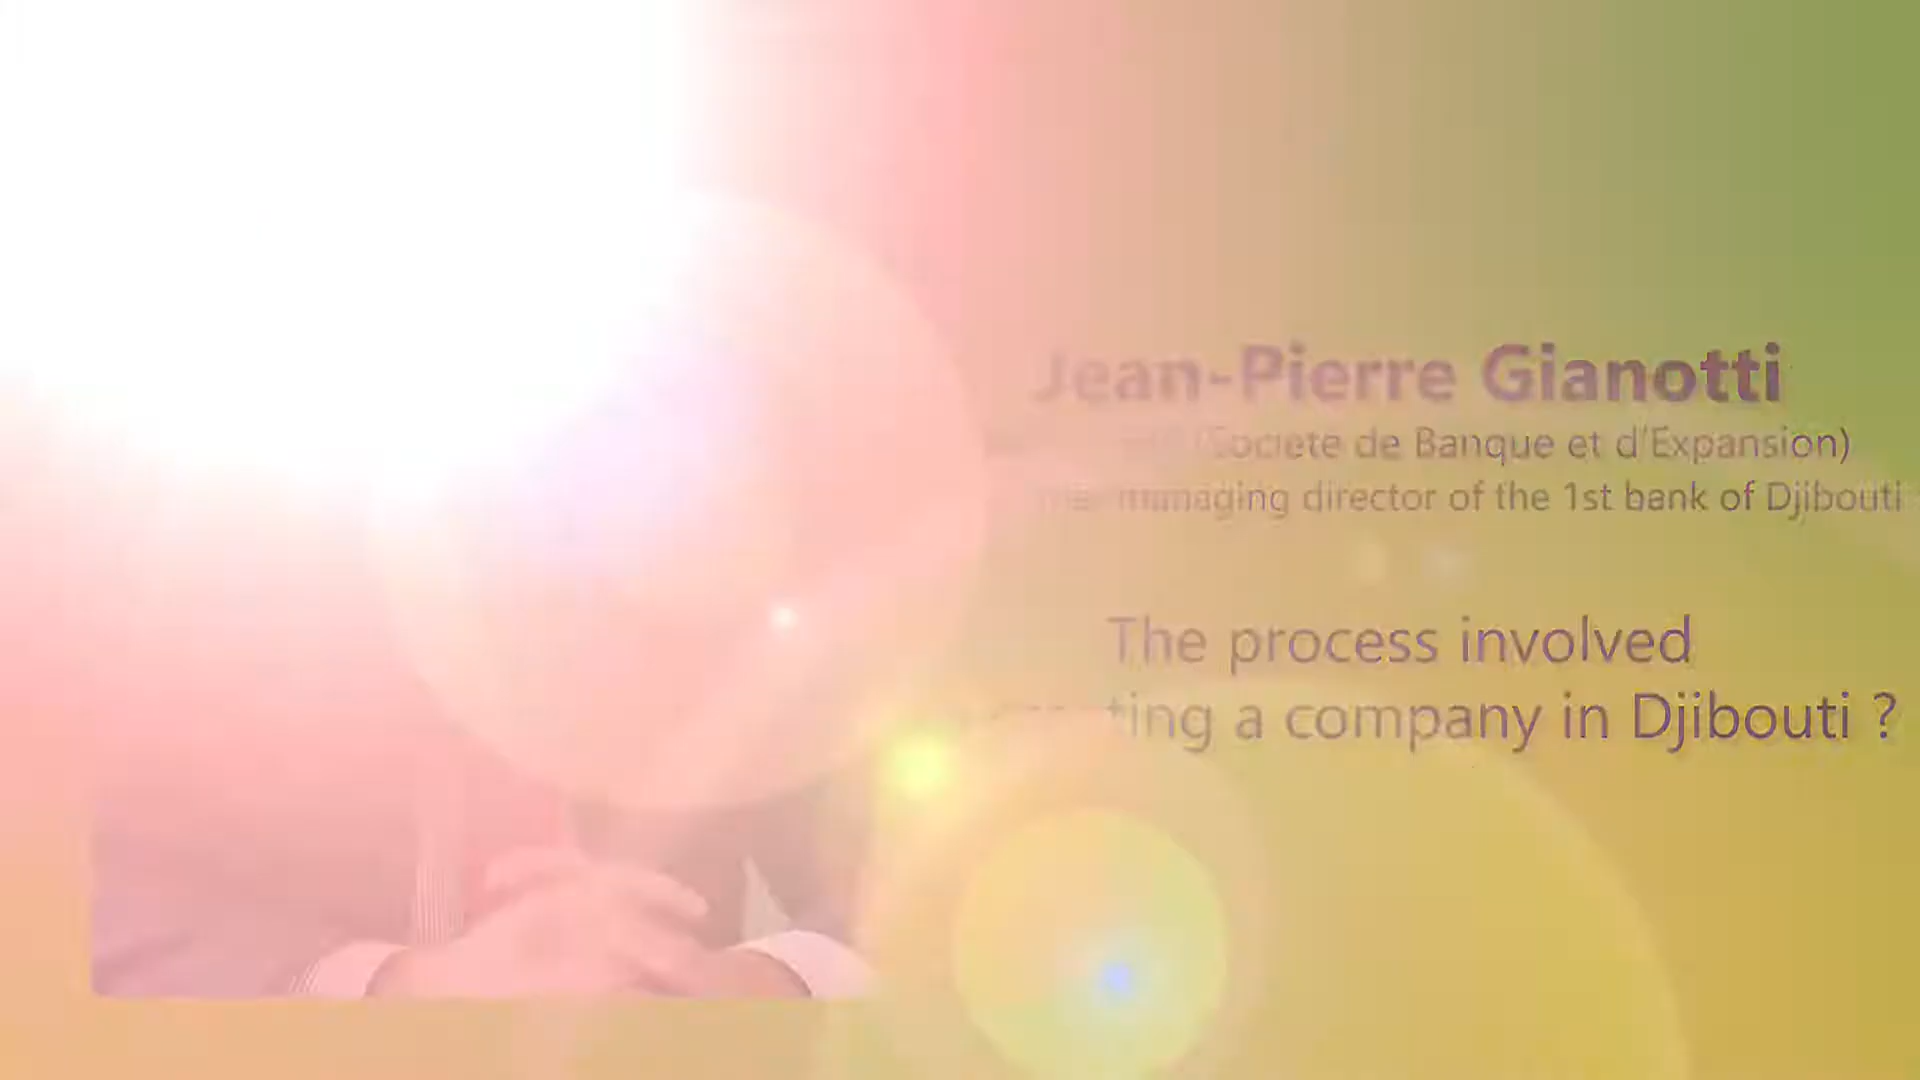 Jean-Pierre Gianotti
(Societe de Banque et d'Expansion)
managing director of the 1st bank of Djibouti
The process involved
a company in Djibouti ?